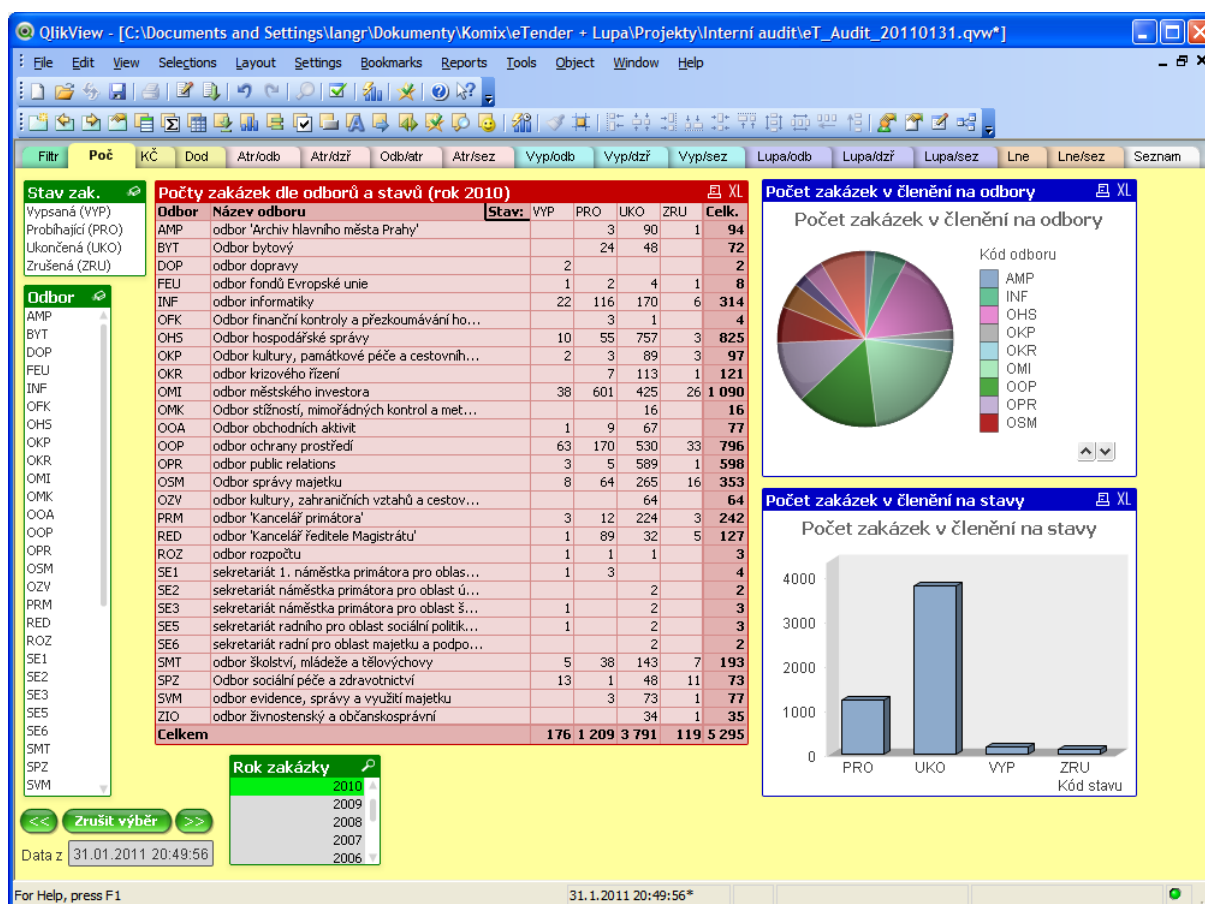 QlikView - [C:\Documents and Settings\langr\Dokumenty\Komix\eTender + Lupa\Projekty\Interní audit\eT_Audit_20110131.qvw*]
File Edit View Selections Layout Settings Bookmarks Reports Tools Object Window Help
Filtr Poč KČ Dod Atr/odb Atr/dzř Odb/atr Atr/sez Vyp/odb Vyp/dzř Vyp/sez Lupa/odb Lupa/dzř Lupa/sez Lne Lne/sez Seznam
Stav zak.
Vypsaná (VYP)
Probíhající (PRO)
Ukončená (UKO)
Zrušená (ZRU)
Odbor
AMP
BYT
DOP
FEU
INF
OFK
OHS
OKP
OKR
OMI
OMK
OOA
OOP
OPR
OSM
OZV
PRM
RED
ROZ
SE1
SE2
SE3
SE5
SE6
SMT
SPZ
SVM
<< Zrušit výběr >>
Data z 31.01.2011 20:49:56
Počty zakázek dle odborů a stavů (rok 2010) XL
Odbor Název odboru Stav: VYP PRO UKO ZRU Celk.
AMP odbor 'Archiv hlavního města Prahy' 3 90 1 94
BYT Odbor bytový 24 48 72
DOP odbor dopravy 2 2
FEU odbor fondů Evropské unie 1 2 4 1 8
INF odbor informatiky 22 116 170 6 314
OFK Odbor finanční kontroly a přezkoumávání ho... 3 1 4
OHS Odbor hospodářské správy 10 55 757 3 825
OKP Odbor kultury, památkové péče a cestovníh... 2 3 89 3 97
OKR odbor krizového řízení 7 113 1 121
OMI odbor městského investora 38 601 425 26 1 090
OMK Odbor stížností, mimořádných kontrol a met... 16 16
OOA Odbor obchodních aktivit 1 9 67 77
OOP odbor ochrany prostředí 63 170 530 33 796
OPR odbor public relations 3 5 589 1 598
OSM Odbor správy majetku 8 64 265 16 353
OZV odbor kultury, zahraničních vztahů a cestov... 64 64
PRM odbor 'Kancelář primátora' 3 12 224 3 242
RED odbor 'Kancelář ředitele Magistrátu' 1 89 32 5 127
ROZ odbor rozpočtu 1 1 1 3
SE1 sekretariát 1. náměstka primátora pro oblas... 1 3 4
SE2 sekretariát náměstka primátora pro oblast ú... 2 2
SE3 sekretariát náměstka primátora pro oblast š... 1 2 3
SE5 sekretariát radního pro oblast sociální politik... 1 2 3
SE6 sekretariát radní pro oblast majetku a podpo... 2 2
SMT odbor školství, mládeže a tělovýchovy 5 38 143 7 193
SPZ Odbor sociální péče a zdravotnictví 13 1 48 11 73
SVM odbor evidence, správy a využití majetku 3 73 1 77
ZIO odbor živnostenský a občanskosprávní 34 1 35
Celkem 176 1 209 3 791 119 5 295
Rok zakázky
2010
2009
2008
2007
2006
Počet zakázek v členění na odbory XL
Počet zakázek v členění na odbory
Kód odboru
AMP
INF
OHS
OKP
OKR
OMI
OOP
OPR
OSM
Počet zakázek v členění na stavy XL
Počet zakázek v členění na stavy
4000
3000
2000
1000
0
PRO UKO VYP ZRU
Kód stavu
For Help, press F1 31.1.2011 20:49:56*